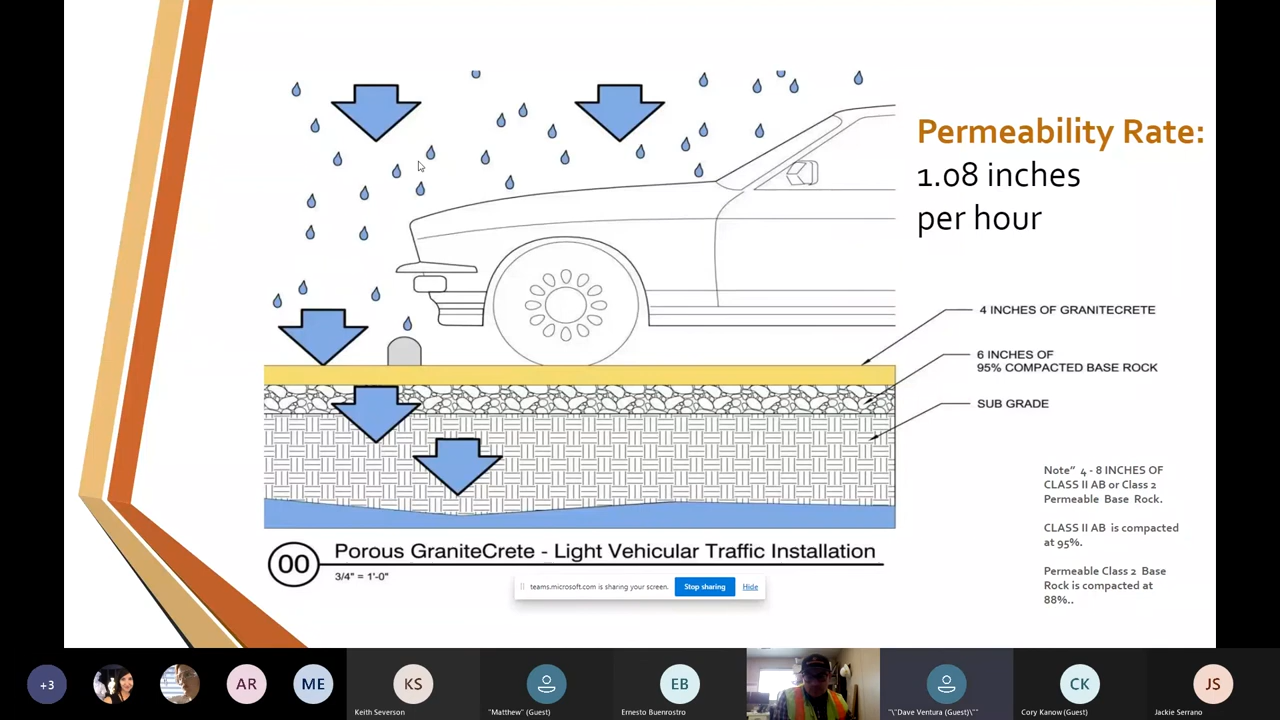 Permeability Rate:
1.08 inches
per hour
4 INCHES OF GRANITECRETE
6 INCHES OF
95% COMPACTED BASE ROCK
SUB GRADE
Note” 4 - 8 INCHES OF
CLASS II AB or Class 2
Permeable Base Rock.
CLASS II AB is compacted
at 95%.
Permeable Class 2 Base
Rock is compacted at
88%..
00
Porous GraniteCrete - Light Vehicular Traffic Installation
3/4" = 1'-0"
teams.microsoft.com is sharing your screen.
Stop sharing
Hide
+3
AR
ME
KS
EB
CK
JS
Keith Severson
"Matthew" (Guest)
Ernesto Buenrostro
"\"Dave Ventura (Guest)\""
Cory Kanow (Guest)
Jackie Serrano